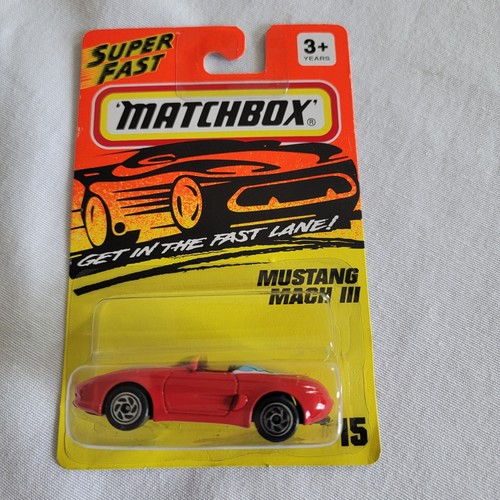 SUPER
FAST
3+
YEARS
'MATCHBOX'®
GET IN THE FAST LANE!
MUSTANG
MACH III
15